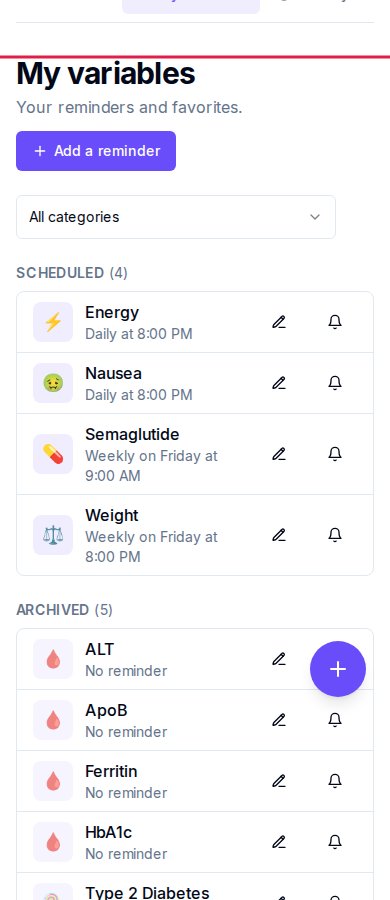 My variables
Your reminders and favorites.
Add a reminder
All categories
SCHEDULED (4)
Energy
Daily at 8:00 PM
Nausea
Daily at 8:00 PM
Semaglutide
Weekly on Friday at
9:00 AM
Weight
Weekly on Friday at
8:00 PM
ARCHIVED (5)
ALT
No reminder
ApoB
No reminder
Ferritin
No reminder
HbA1c
No reminder
Type 2 Diabetes